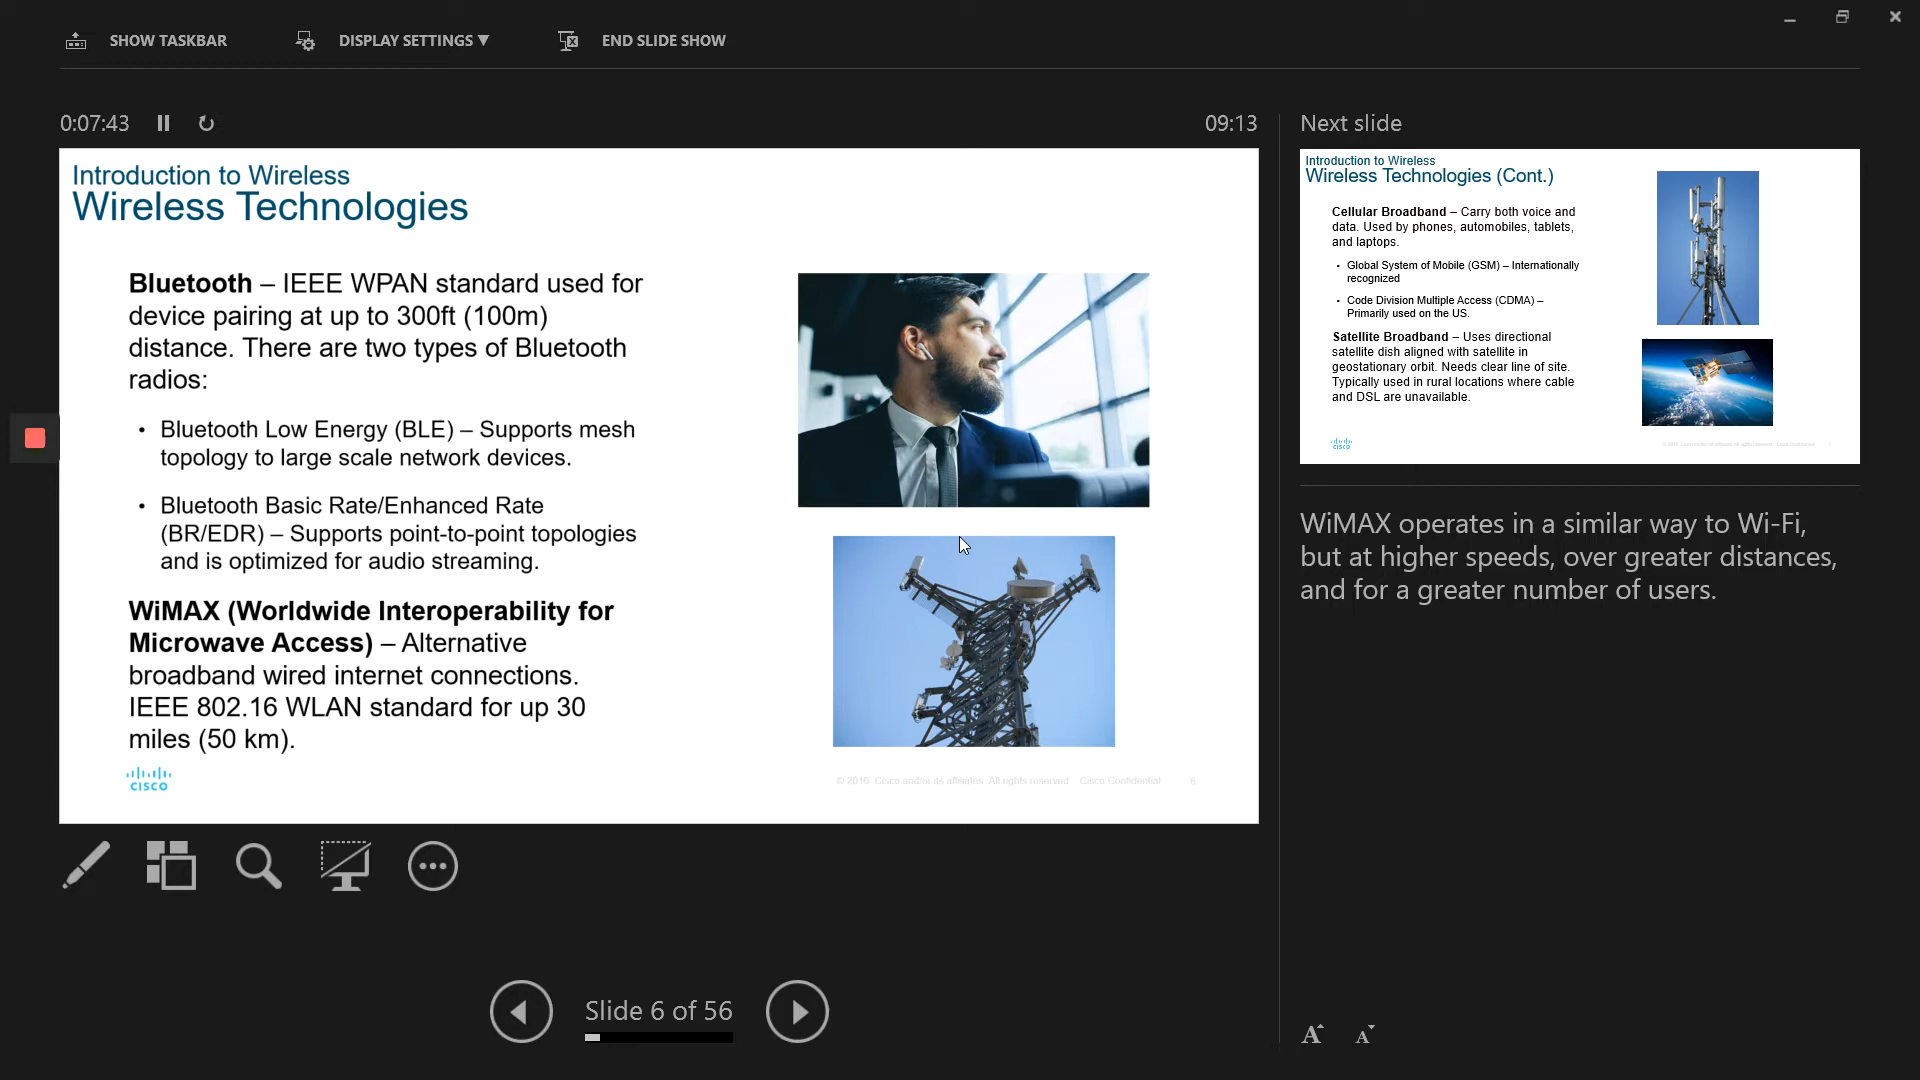 SHOW TASKBAR
DISPLAY SETTINGS ▼
END SLIDE SHOW
0:07:43
09:13
Introduction to Wireless
Wireless Technologies
Bluetooth – IEEE WPAN standard used for
device pairing at up to 300ft (100m)
distance. There are two types of Bluetooth
radios:
• Bluetooth Low Energy (BLE) – Supports mesh
topology to large scale network devices.
• Bluetooth Basic Rate/Enhanced Rate
(BR/EDR) – Supports point-to-point topologies
and is optimized for audio streaming.
WiMAX (Worldwide Interoperability for
Microwave Access) – Alternative
broadband wired internet connections.
IEEE 802.16 WLAN standard for up 30
miles (50 km).
CISCO
© 2016 Cisco and/or its affiliates. All rights reserved. Cisco Confidential
6
Slide 6 of 56
Next slide
Introduction to Wireless
Wireless Technologies (Cont.)
Cellular Broadband – Carry both voice and
data. Used by phones, automobiles, tablets,
and laptops.
• Global System of Mobile (GSM) – Internationally
recognized
• Code Division Multiple Access (CDMA) –
Primarily used on the US.
Satellite Broadband – Uses directional
satellite dish aligned with satellite in
geostationary orbit. Needs clear line of site.
Typically used in rural locations where cable
and DSL are unavailable.
CISCO
WiMAX operates in a similar way to Wi-Fi,
but at higher speeds, over greater distances,
and for a greater number of users.
A A